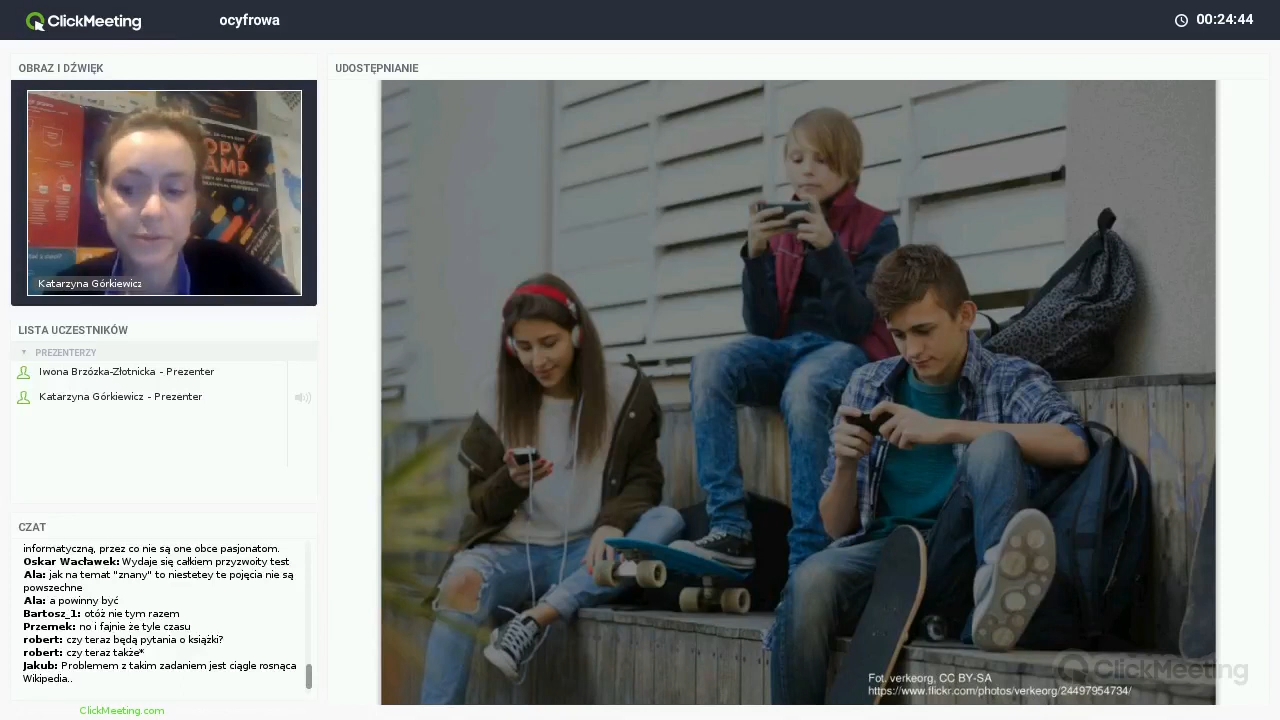 ClickMeeting
ocyfrowa
00:24:44
OBRAZ I DŹWIĘK
UDOSTĘPNIANIE
OPY
AMP
Katarzyna Górkiewicz
LISTA UCZESTNIKÓW
PREZENTERZY
Iwona Brzózka-Złotnicka - Prezenter
Katarzyna Górkiewicz - Prezenter
CZAT
informatyczną, przez co nie są one obce pasjonatom.
Oskar Wacławek: Wydaje się całkiem przyzwoity test
Ala: jak na temat "znany" to niestetey te pojęcia nie są
powszechne
Ala: a powinny być
Bartosz_1: otóż nie tym razem
Przemek: no i fajnie że tyle czasu
robert: czy teraz będą pytania o książki?
robert: czy teraz także*
Jakub: Problemem z takim zadaniem jest ciągle rosnąca
Wikipedia..
Fot. verkeorg, CC BY-SA
https://www.flickr.com/photos/verkeorg/24497954734/
ClickMeeting
ClickMeeting.com